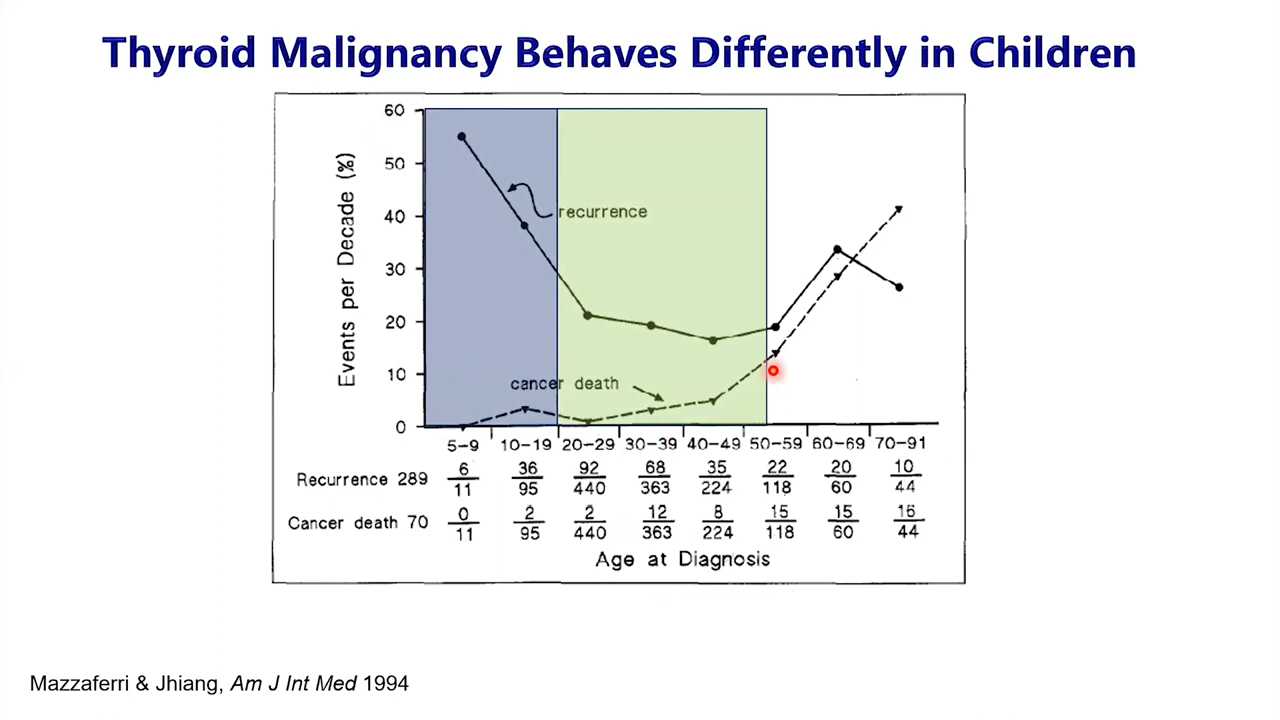 Thyroid Malignancy Behaves Differently in Children
Events per Decade (%)
60
50
40
30
20
10
0
recurrence
cancer death
5-9 10-19 20-29 30-39 40-49 50-59 60-69 70-91
Recurrence 289 6/11 36/95 92/440 68/363 35/224 22/118 20/60 10/44
Cancer death 70 0/11 2/95 2/440 12/363 8/224 15/118 15/60 16/44
Age at Diagnosis
Mazzaferri & Jhiang, Am J Int Med 1994